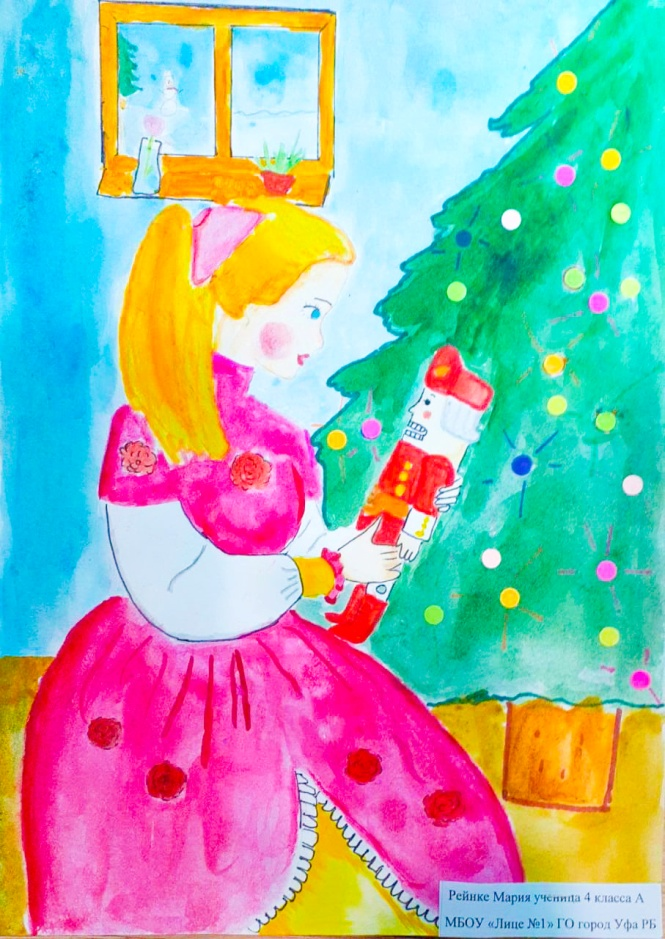 Рейнке Мария ученица 4 класса А
МБОУ «Лице №1» ГО город Уфа РБ